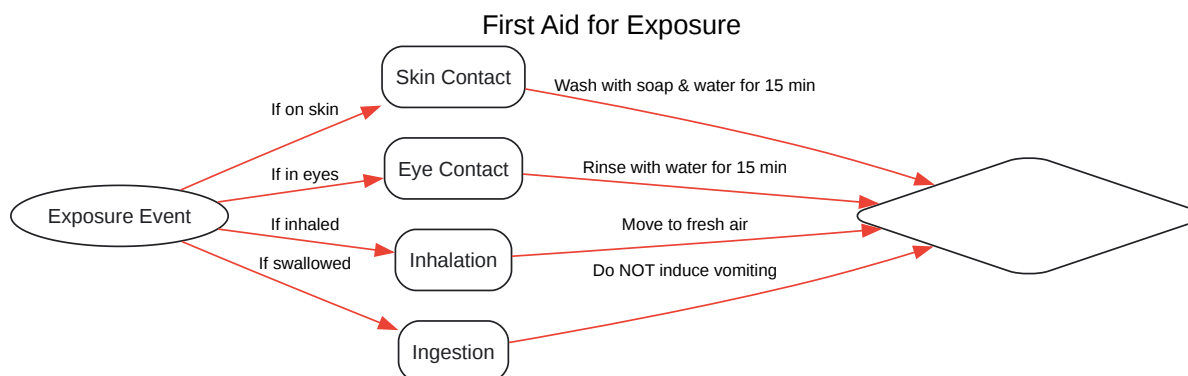 First Aid for Exposure
Skin Contact
Wash with soap & water for 15 min
If on skin
Eye Contact
Rinse with water for 15 min
If in eyes
Exposure Event
If inhaled
Move to fresh air
Inhalation
If swallowed
Do NOT induce vomiting
Ingestion